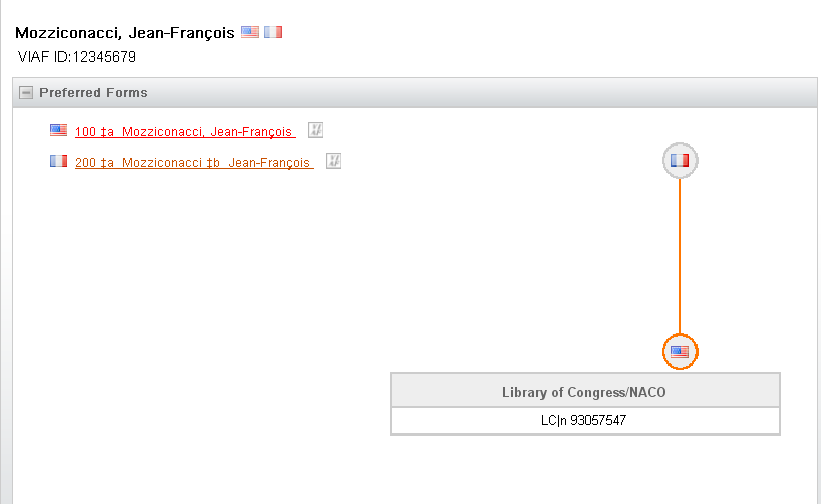 Mozziconacci, Jean-François
VIAF ID:12345679
Preferred Forms
100 ‡a Mozziconacci, Jean-François
200 ‡a Mozziconacci ‡b Jean-François
Library of Congress/NACO
LC|n 93057547